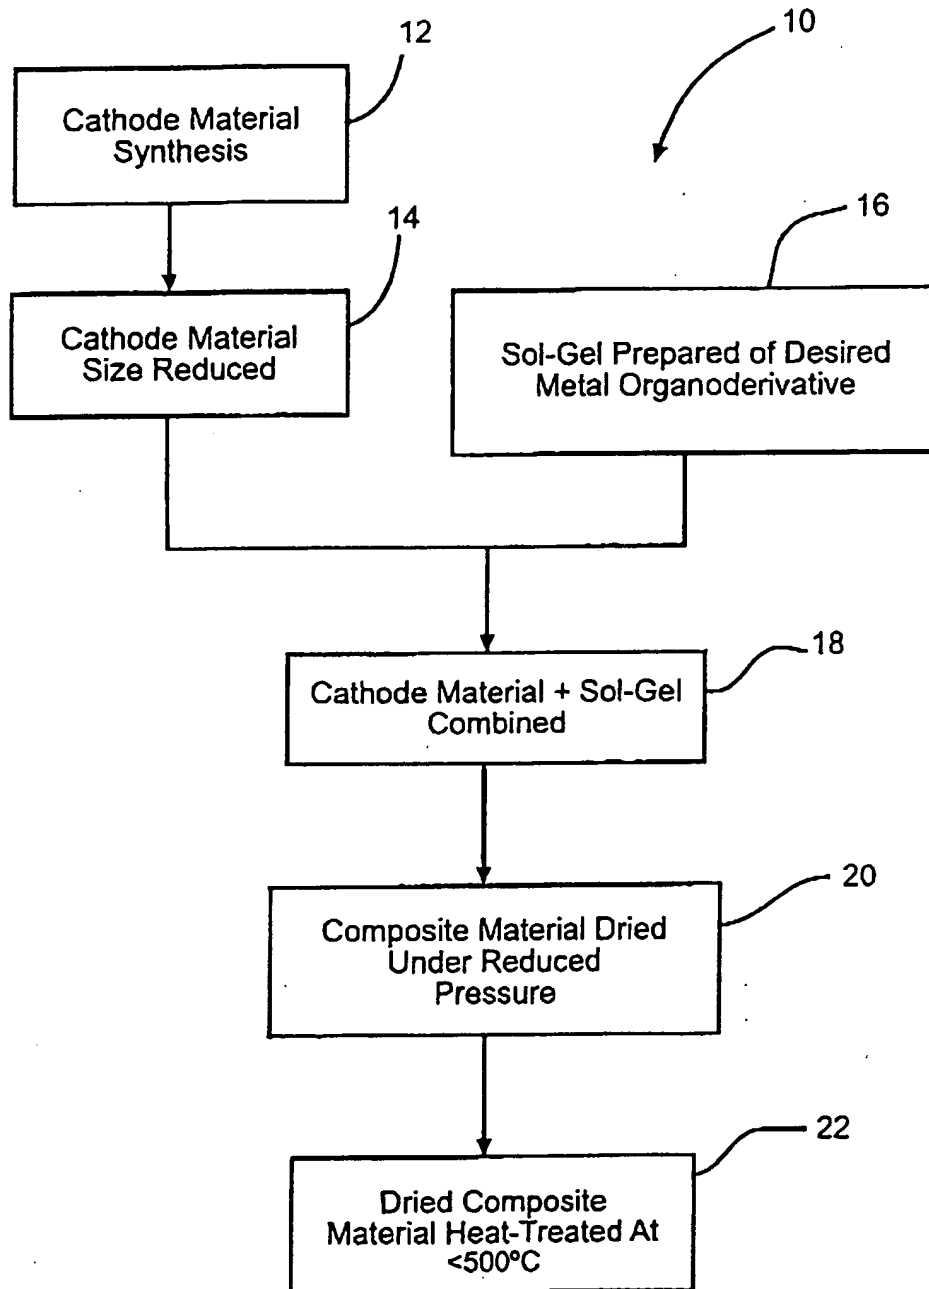 12
10
Cathode Material
Synthesis
14
16
Cathode Material
Size Reduced
Sol-Gel Prepared of Desired
Metal Organoderivative
18
Cathode Material + Sol-Gel
Combined
20
Composite Material Dried
Under Reduced
Pressure
22
Dried Composite
Material Heat-Treated At
<500°C